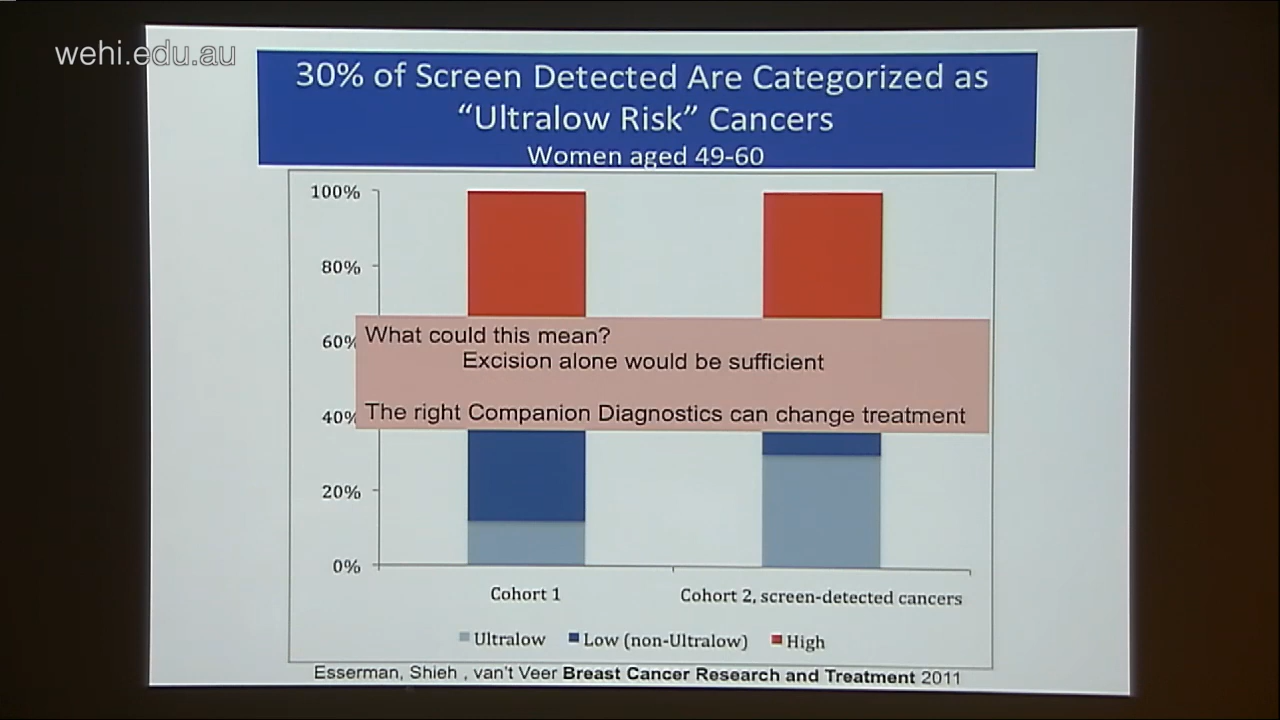 wehi.edu.au
30% of Screen Detected Are Categorized as
“Ultralow Risk” Cancers
Women aged 49-60
100%
80%
60%
What could this mean?
Excision alone would be sufficient
40%
The right Companion Diagnostics can change treatment
20%
0%
Cohort 1
Cohort 2, screen-detected cancers
Ultralow
Low (non-Ultralow)
High
Esserman, Shieh , van't Veer Breast Cancer Research and Treatment 2011